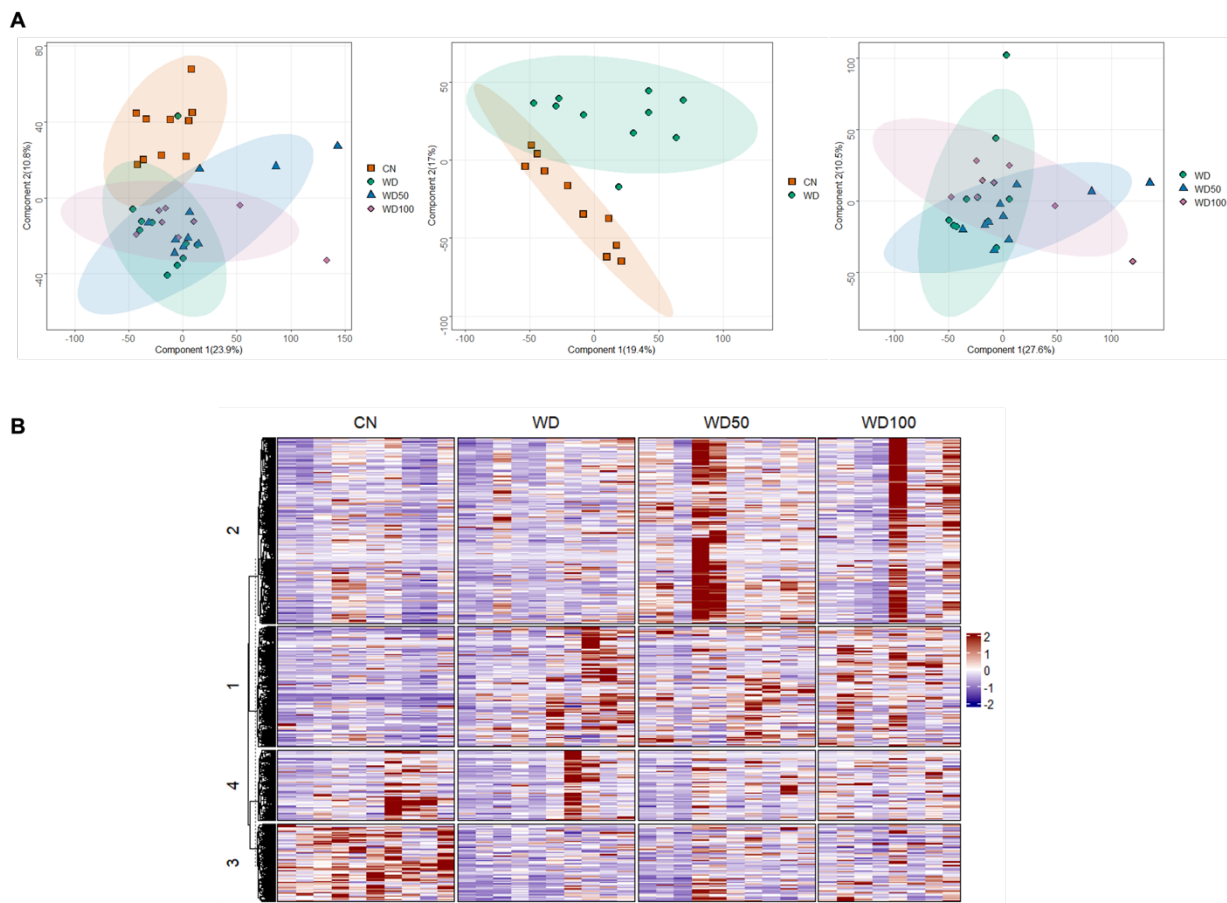 A
80
40
0
-40
Component 2(10.8%)
-100
-50
0
50
100
150
Component 1(23.9%)
CN
WD
WD50
WD100
50
0
-50
-100
Component 2(17%)
-100
-50
0
50
100
Component 1(19.4%)
CN
WD
100
50
0
-50
Component 2(10.5%)
-100
-50
0
50
100
Component 1(27.6%)
WD
WD50
WD100
B
CN
WD
WD50
WD100
2
1
4
3
2
1
0
-1
-2